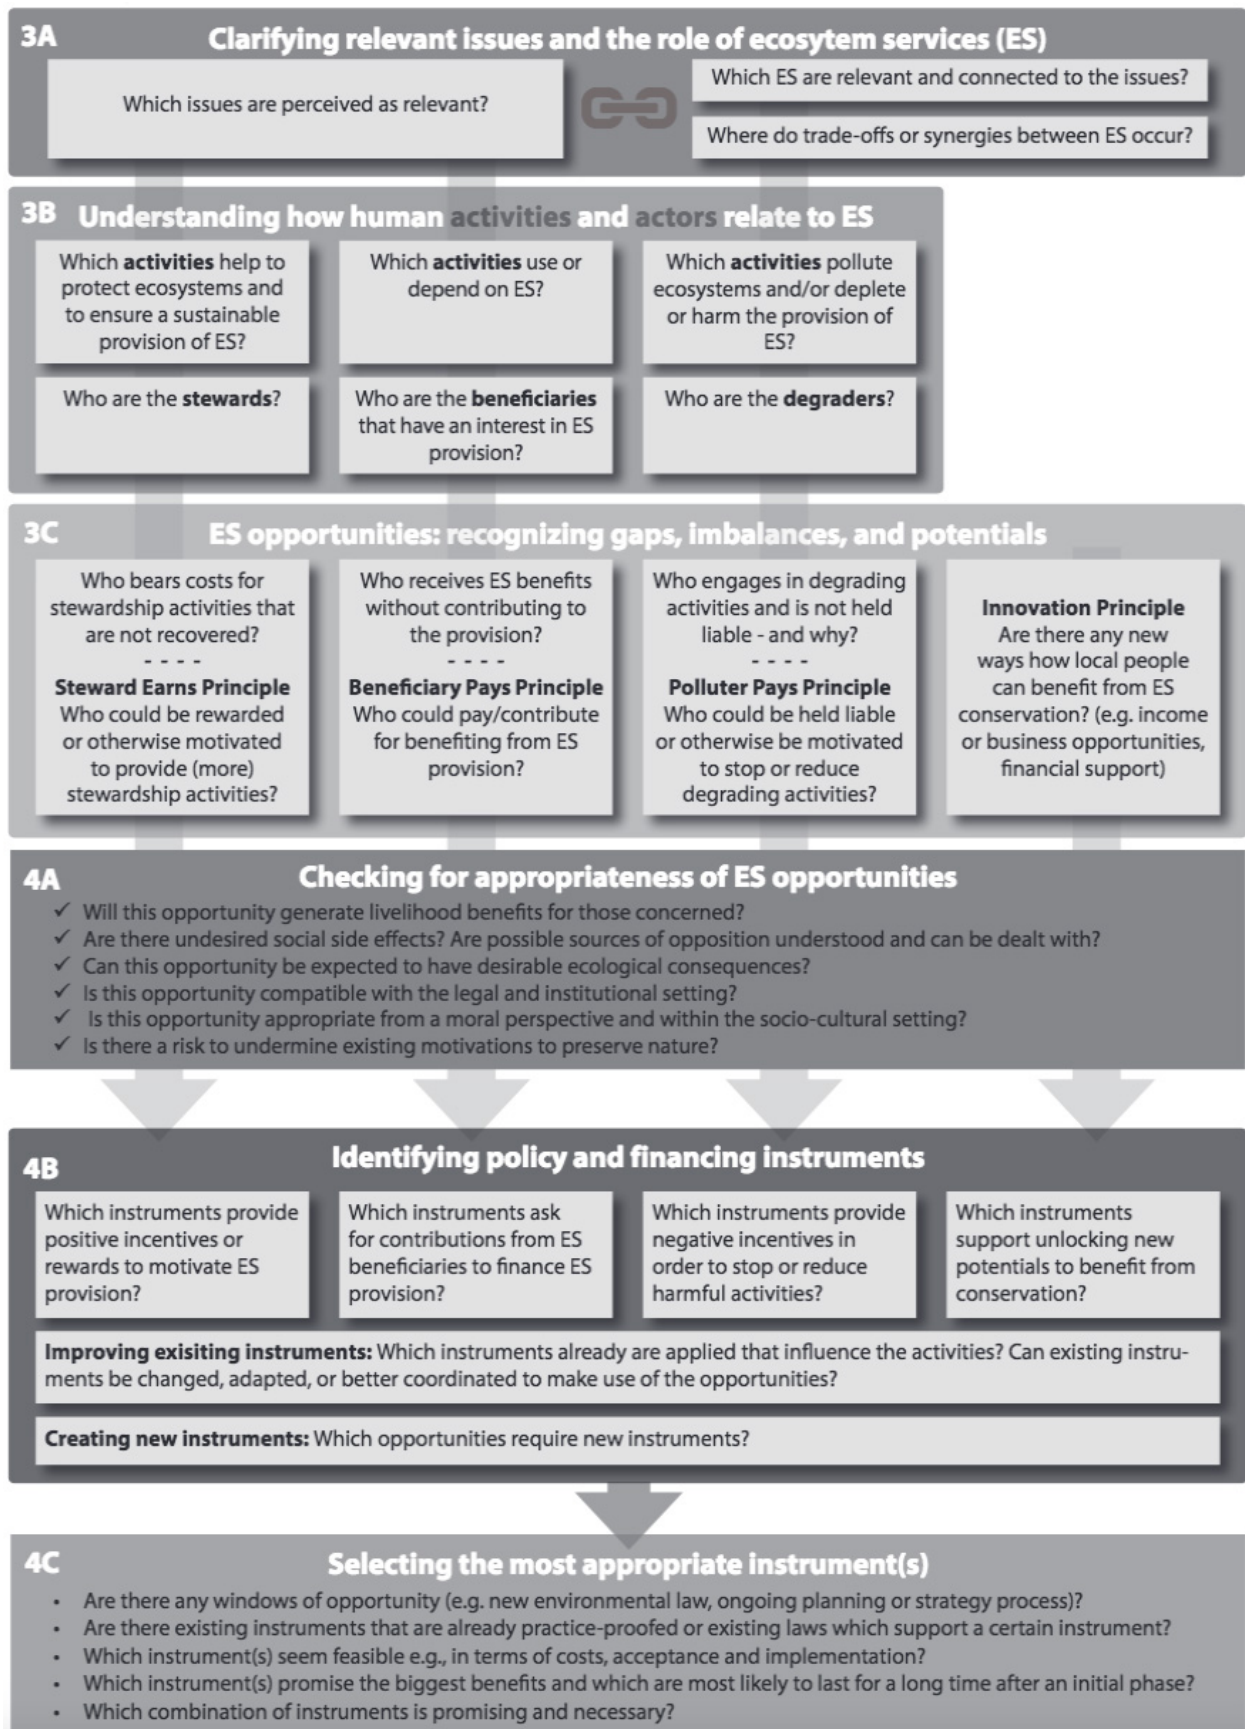 3A
Clarifying relevant issues and the role of ecosytem services (ES)
Which issues are perceived as relevant?
Which ES are relevant and connected to the issues?
Where do trade-offs or synergies between ES occur?
3B
Understanding how human activities and actors relate to ES
Which activities help to
protect ecosystems and
to ensure a sustainable
provision of ES?
Which activities use or
depend on ES?
Which activities pollute
ecosystems and/or deplete
or harm the provision of
ES?
Who are the stewards?
Who are the beneficiaries
that have an interest in ES
provision?
Who are the degraders?
3C
ES opportunities: recognizing gaps, imbalances, and potentials
Who bears costs for
stewardship activities that
are not recovered?
- - - -
Steward Earns Principle
Who could be rewarded
or otherwise motivated
to provide (more)
stewardship activities?
Who receives ES benefits
without contributing to
the provision?
- - - -
Beneficiary Pays Principle
Who could pay/contribute
for benefiting from ES
provision?
Who engages in degrading
activities and is not held
liable - and why?
- - - -
Polluter Pays Principle
Who could be held liable
or otherwise be motivated
to stop or reduce
degrading activities?
Innovation Principle
Are there any new
ways how local people
can benefit from ES
conservation? (e.g. income
or business opportunities,
financial support)
4A
Checking for appropriateness of ES opportunities
✓ Will this opportunity generate livelihood benefits for those concerned?
✓ Are there undesired social side effects? Are possible sources of opposition understood and can be dealt with?
✓ Can this opportunity be expected to have desirable ecological consequences?
✓ Is this opportunity compatible with the legal and institutional setting?
✓ Is this opportunity appropriate from a moral perspective and within the socio-cultural setting?
✓ Is there a risk to undermine existing motivations to preserve nature?
4B
Identifying policy and financing instruments
Which instruments provide
positive incentives or
rewards to motivate ES
provision?
Which instruments ask
for contributions from ES
beneficiaries to finance ES
provision?
Which instruments provide
negative incentives in
order to stop or reduce
harmful activities?
Which instruments
support unlocking new
potentials to benefit from
conservation?
Improving exisiting instruments: Which instruments already are applied that influence the activities? Can existing instru-
ments be changed, adapted, or better coordinated to make use of the opportunities?
Creating new instruments: Which opportunities require new instruments?
4C
Selecting the most appropriate instrument(s)
• Are there any windows of opportunity (e.g. new environmental law, ongoing planning or strategy process)?
• Are there existing instruments that are already practice-proofed or existing laws which support a certain instrument?
• Which instrument(s) seem feasible e.g., in terms of costs, acceptance and implementation?
• Which instrument(s) promise the biggest benefits and which are most likely to last for a long time after an initial phase?
• Which combination of instruments is promising and necessary?